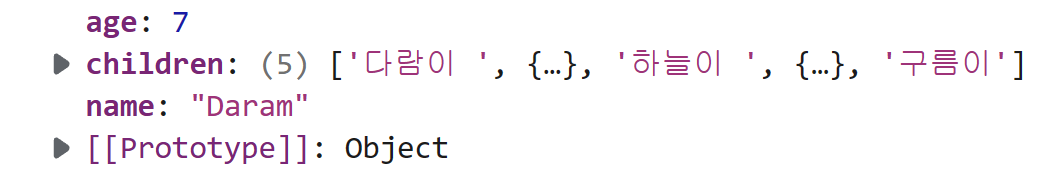 age: 7
children: (5) ['다람이 ', {…}, '하늘이 ', {…}, '구름이']
name: "Daram"
[[Prototype]]: Object